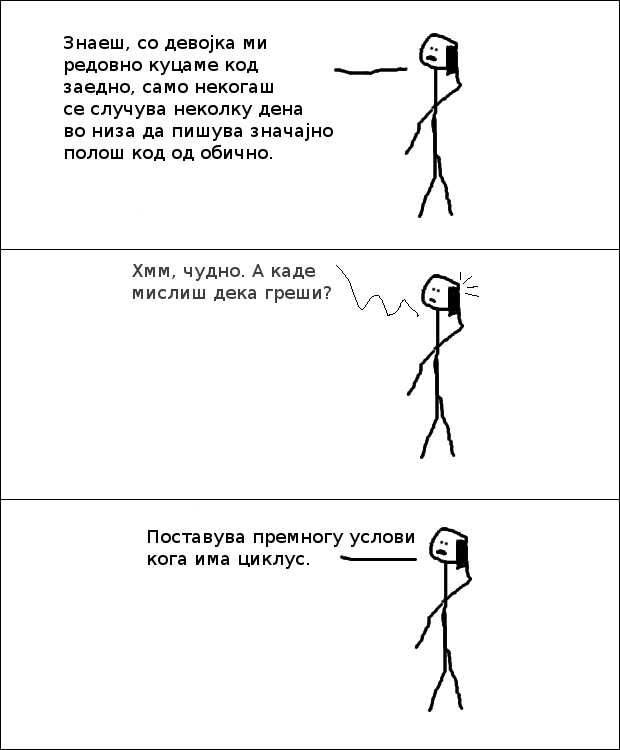 Знаеш, со девојка ми
редовно куцаме код
заедно, само некогаш
се случува неколку дена
во низа да пишува значајно
полош код од обично.
Хмм, чудно. А каде
мислиш дека греши?
Поставува премногу услови
кога има циклус.